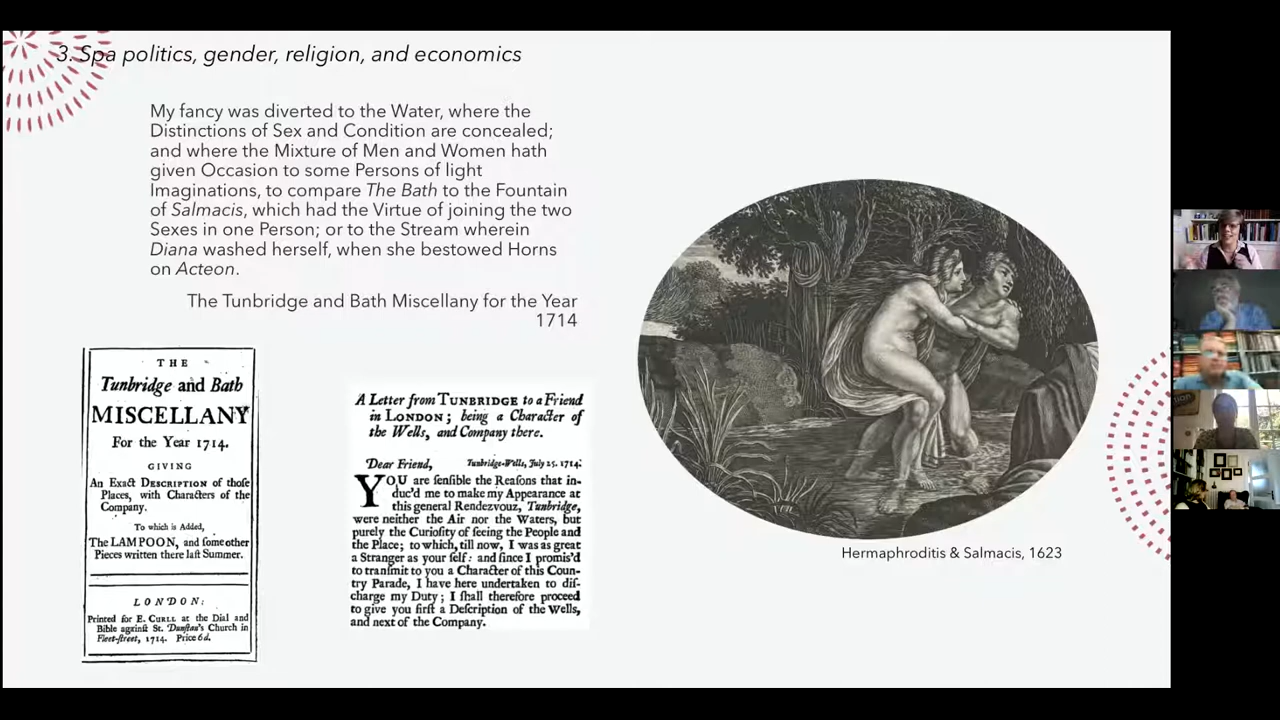 3. Spa politics, gender, religion, and economics
My fancy was diverted to the Water, where the
Distinctions of Sex and Condition are concealed;
and where the Mixture of Men and Women hath
given Occasion to some Persons of light
Imaginations, to compare The Bath to the Fountain
of Salmacis, which had the Virtue of joining the two
Sexes in one Person; or to the Stream wherein
Diana washed herself, when she bestowed Horns
on Acteon.
The Tunbridge and Bath Miscellany for the Year
1714
THE
Tunbridge and Bath
MISCELLANY
For the Year 1714.
GIVING
An Exact DESCRIPTION of thoſe
Places, with Characters of the
Company.
To which is Added,
The LAMPOON, and ſome other
Pieces written there laſt Summer.
LONDON:
Printed for E. CURLL at the Dial and
Bible againſt St. Dunſtan's Church in
Fleet-ſtreet, 1714. Price 6d.
A Letter from TUNBRIDGE to a Friend
in LONDON; being a Character of
the Wells, and Company there.
Dear Friend, Tunbridge-Wells, July 25. 1714.
YOU are ſenſible the Reaſons that in-
duc'd me to make my Appearance at
this general Rendezvouz, Tunbridge,
were neither the Air nor the Waters, but
purely the Curioſity of ſeeing the People and
the Place; to which, till now, I was as great
a Stranger as your ſelf: and ſince I promis'd
to tranſmit to you a Character of this Coun-
try Parade, I have here undertaken to diſ-
charge my Duty; I ſhall therefore proceed
to give you firſt a Deſcription of the Wells,
and next of the Company.
Hermaphroditis & Salmacis, 1623